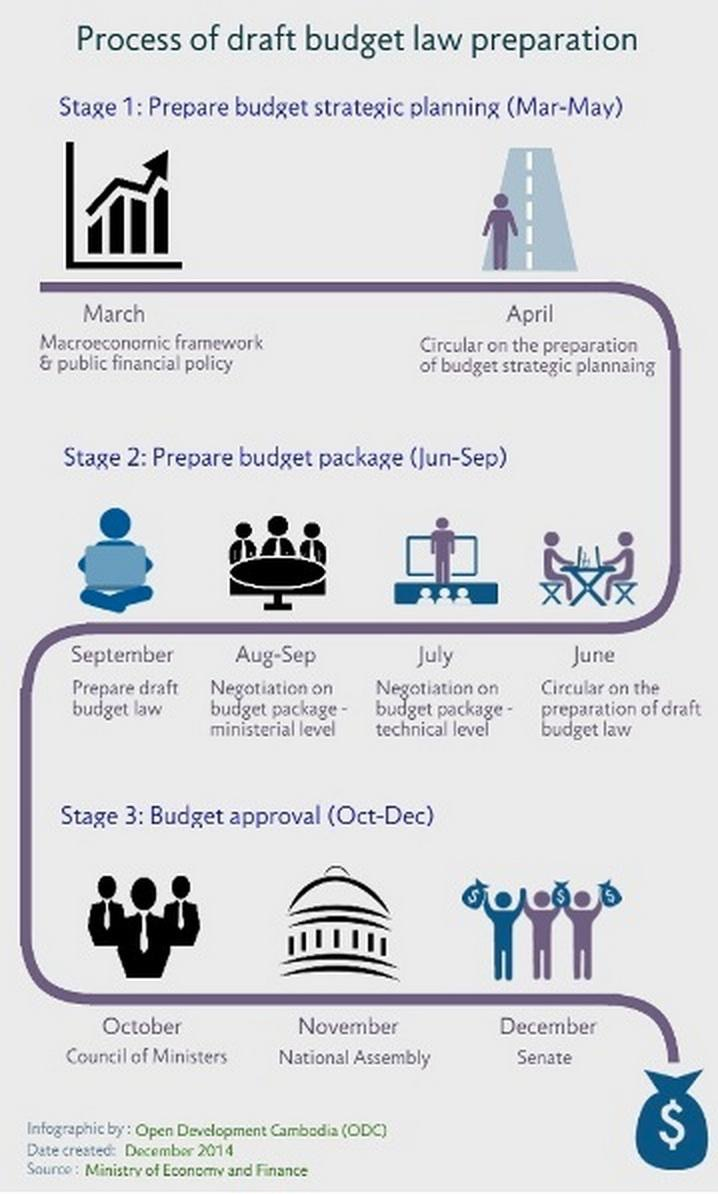 Process of draft budget law preparation
Stage 1: Prepare budget strategic planning (Mar-May)
March
Macroeconomic framework
& public financial policy
April
Circular on the preparation
of budget strategic plannaing
Stage 2: Prepare budget package (Jun-Sep)
September
Prepare draft
budget law
Aug-Sep
Negotiation on
budget package -
ministerial level
July
Negotiation on
budget package -
technical level
June
Circular on the
preparation of draft
budget law
Stage 3: Budget approval (Oct-Dec)
$ $ $
October
Council of Ministers
November
National Assembly
December
Senate
$
Infographic by : Open Development Cambodia (ODC)
Date created: December 2014
Source : Ministry of Economy and Finance